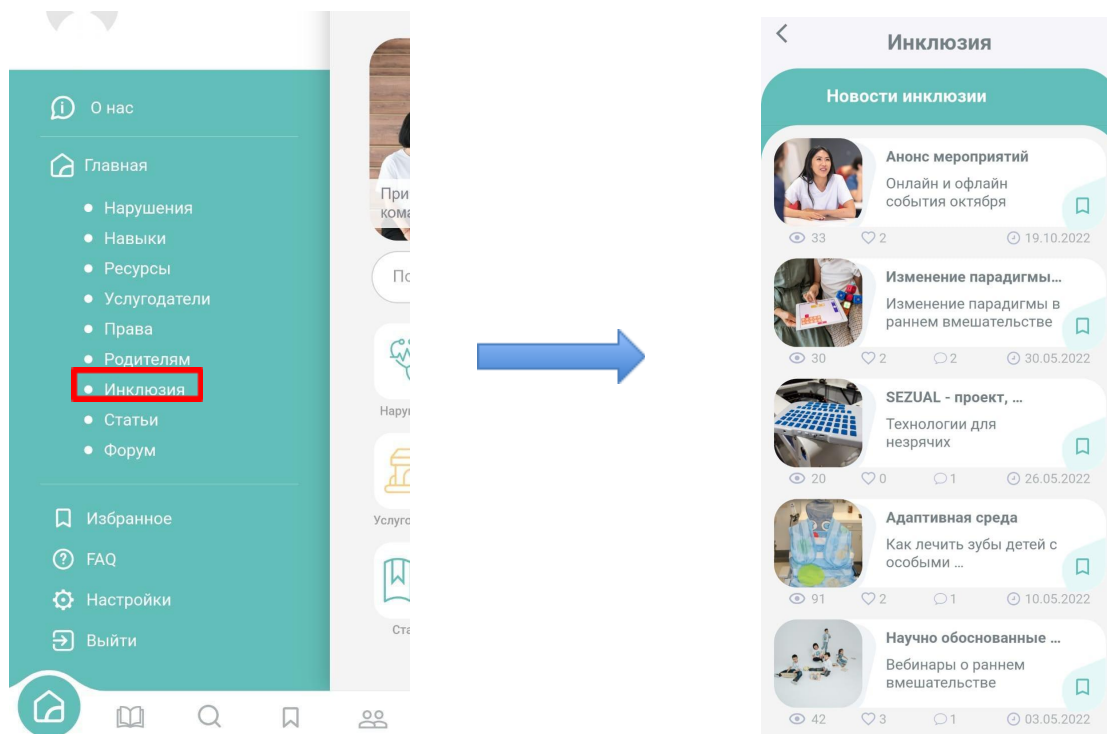 О нас
Главная
Нарушения
Навыки
Ресурсы
Услугодатели
Права
Родителям
Инклюзия
Статьи
Форум
Избранное
FAQ
Настройки
Выйти
При
кома
По
Нару
Услуго
Ста
Инклюзия
Новости инклюзии
Анонс мероприятий
Онлайн и офлайн
события октября
33 2 19.10.2022
Изменение парадигмы...
Изменение парадигмы в
раннем вмешательстве
30 2 2 30.05.2022
SEZUAL - проект, ...
Технологии для
незрячих
20 0 1 26.05.2022
Адаптивная среда
Как лечить зубы детей с
особыми ...
91 2 1 10.05.2022
Научно обоснованные ...
Вебинары о раннем
вмешательстве
42 3 1 03.05.2022